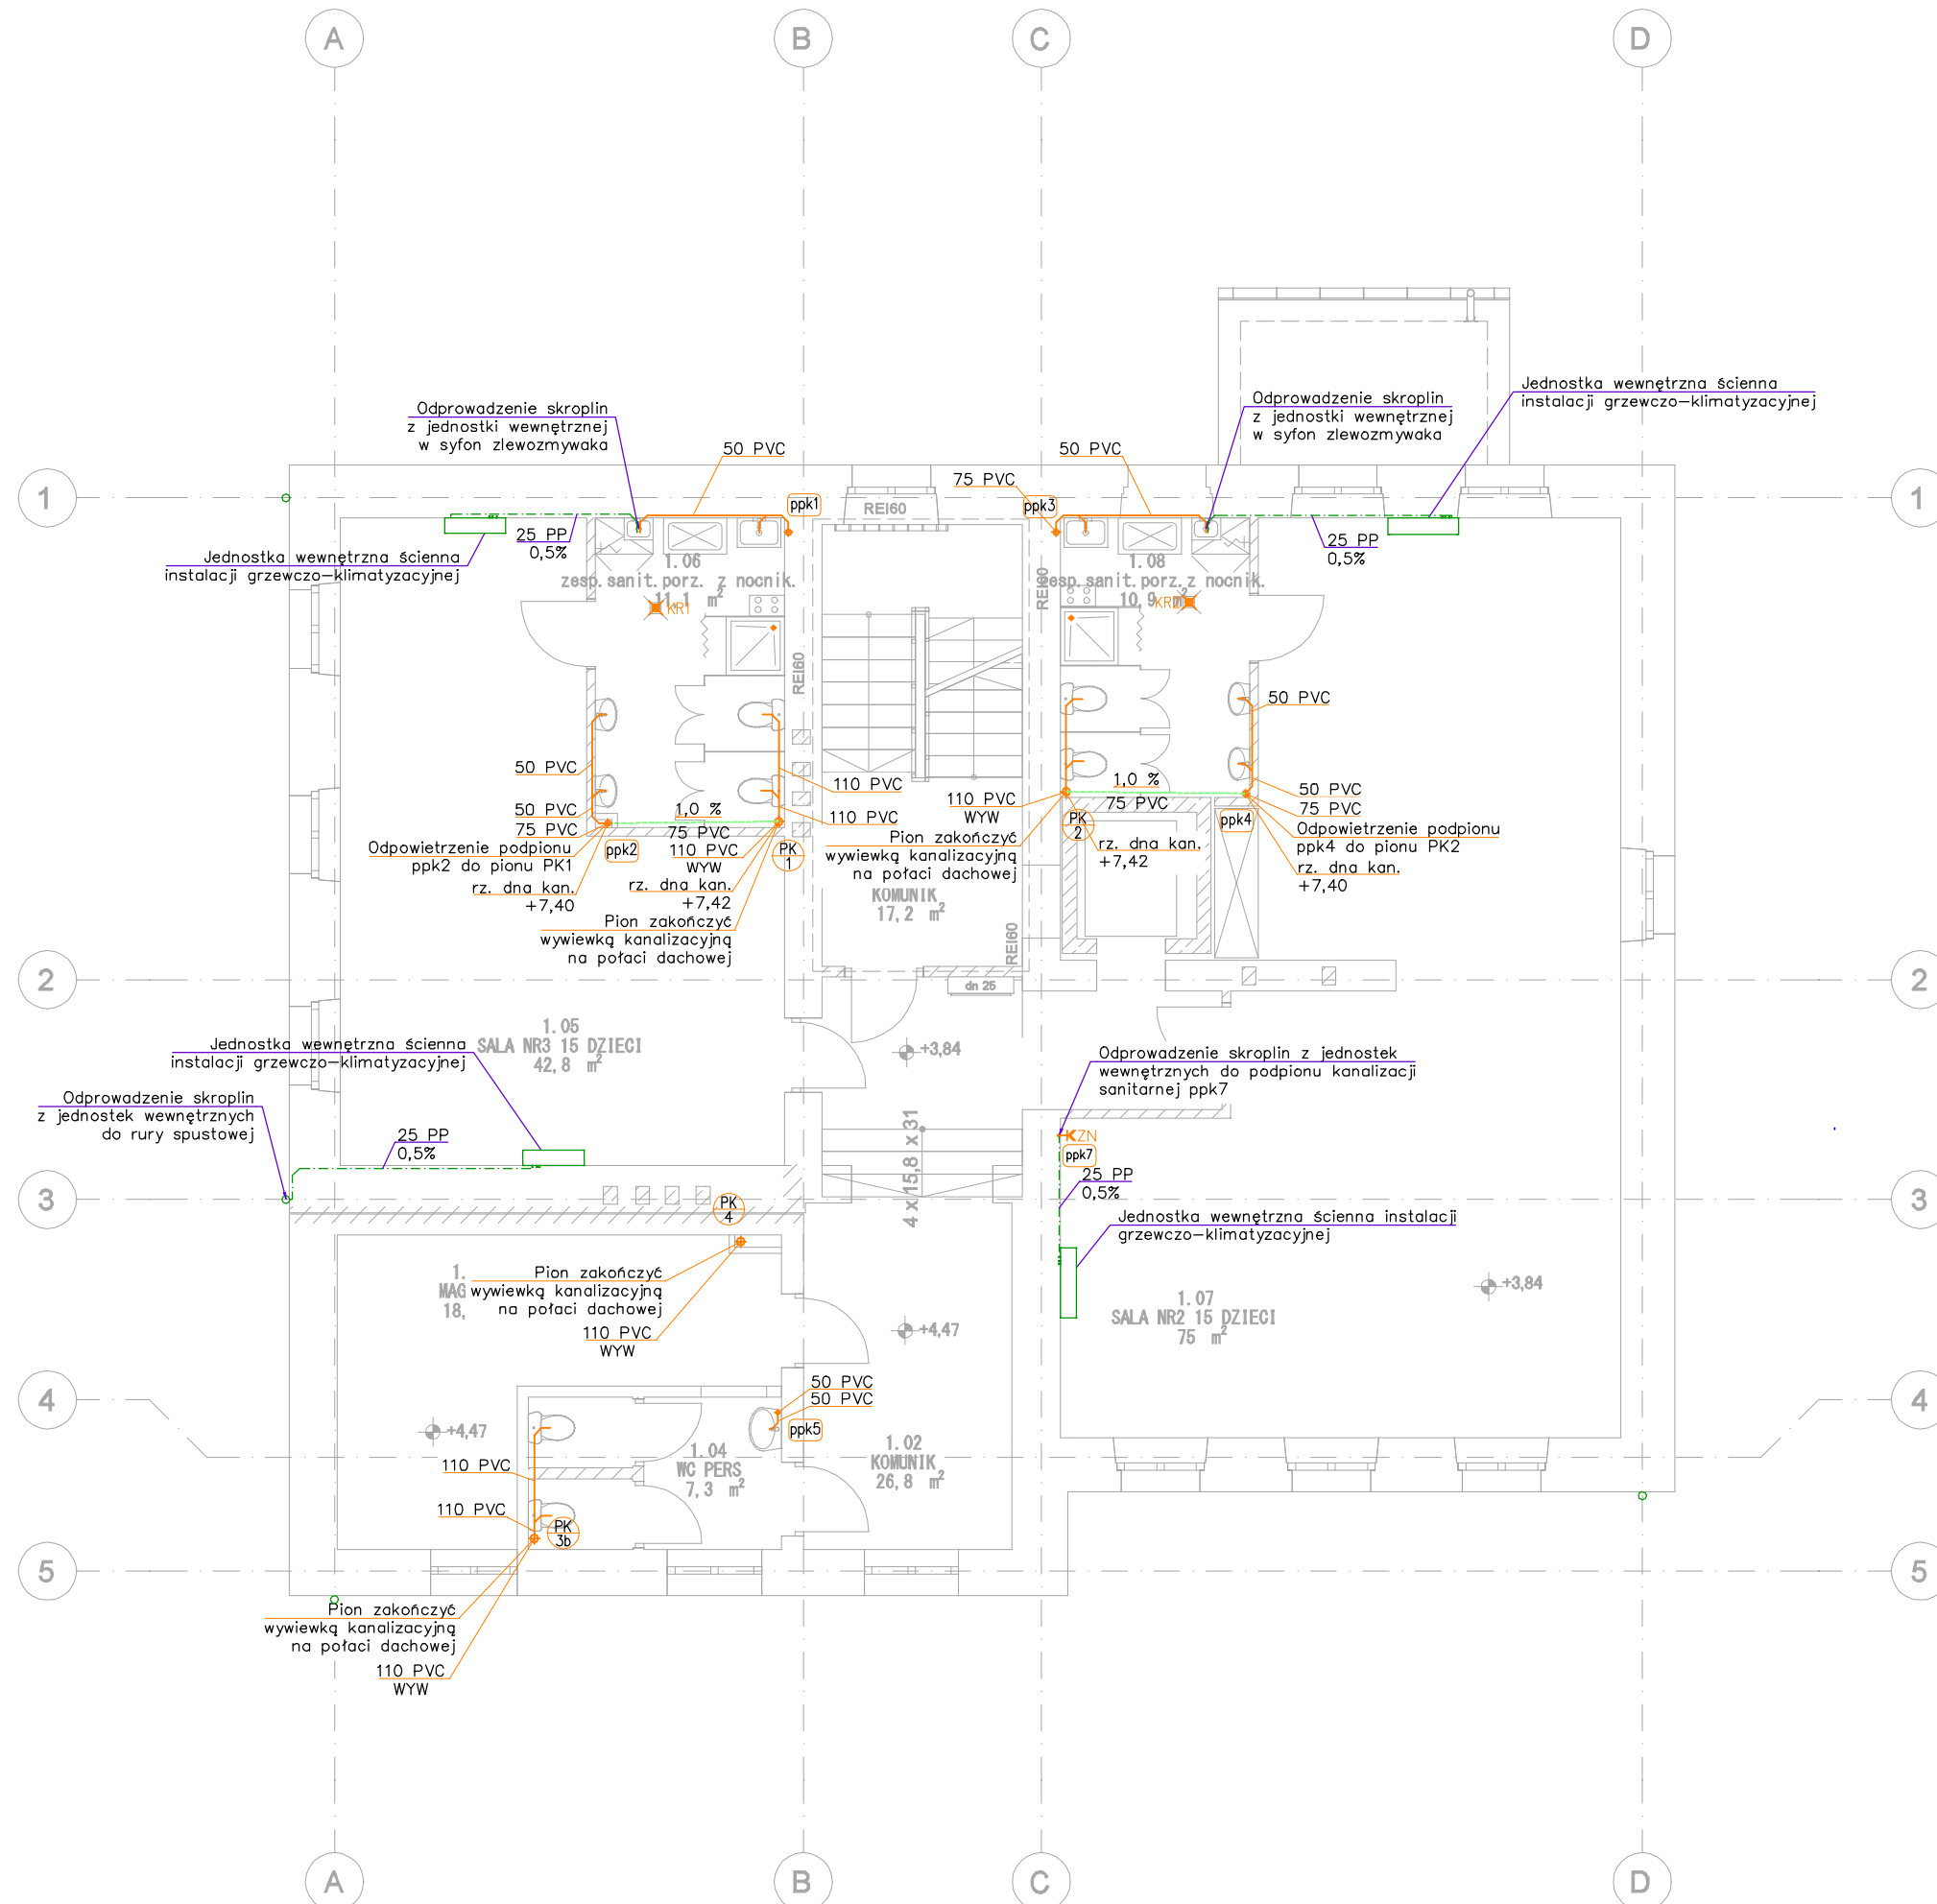 A
B
C
D
Jednostka wewnętrzna ścienna
instalacji grzewczo-klimatyzacyjnej
Odprowadzenie skroplin
z jednostki wewnętrznej
w syfon zlewozmywaka
Odprowadzenie skroplin
z jednostki wewnętrznej
w syfon zlewozmywaka
50 PVC
50 PVC
75 PVC
1
ppk1
ppk3
1
REI60
25 PP
0,5%
25 PP
0,5%
Jednostka wewnętrzna ścienna
instalacji grzewczo-klimatyzacyjnej
1.06
zesp.sanit.porz. z nocnik.
11,1 m²
KR1
1.08
zesp.sanit.porz.z nocnik.
10,9 m²
KR
REI60
REI60
50 PVC
50 PVC
110 PVC
1,0 %
1,0 %
50 PVC
50 PVC
110 PVC
WYW
75 PVC
75 PVC
110 PVC
75 PVC
75 PVC
110 PVC
WYW
ppk2
PK
1
PK
2
ppk4
Odpowietrzenie podpionu
ppk2 do pionu PK1
Pion zakończyć
wywiewką kanalizacyjną
na połaci dachowej
Odpowietrzenie podpionu
ppk4 do pionu PK2
rz. dna kan.
+7,40
rz. dna kan.
+7,42
rz. dna kan.
+7,42
rz. dna kan.
+7,40
KOMUNIK
17,2 m²
Pion zakończyć
wywiewką kanalizacyjną
na połaci dachowej
REI60
2
dn 25
2
1.05
SALA NR3 15 DZIECI
42,8 m²
+3,84
Jednostka wewnętrzna ścienna
instalacji grzewczo-klimatyzacyjnej
Odprowadzenie skroplin z jednostek
wewnętrznych do podpionu kanalizacji
sanitarnej ppk7
Odprowadzenie skroplin
z jednostek wewnętrznych
do rury spustowej
25 PP
0,5%
4 x 15,8 x 31
KZN
ppk7
25 PP
0,5%
3
PK
4
3
Jednostka wewnętrzna ścienna instalacji
grzewczo-klimatyzacyjnej
1.
MAG
18,
Pion zakończyć
wywiewką kanalizacyjną
na połaci dachowej
110 PVC
WYW
+4,47
+3,84
1.07
SALA NR2 15 DZIECI
75 m²
4
50 PVC
50 PVC
ppk5
4
+4,47
1.04
WC PERS
7,3 m²
1.02
KOMUNIK
26,8 m²
110 PVC
110 PVC
PK
3b
5
5
Pion zakończyć
wywiewką kanalizacyjną
na połaci dachowej
110 PVC
WYW
A
B
C
D